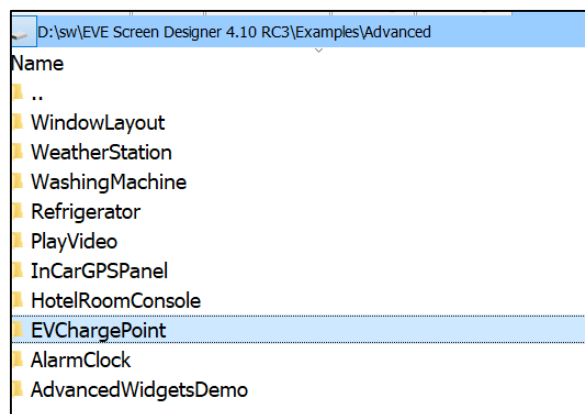 D:\sw\EVE Screen Designer 4.10 RC3\Examples\Advanced
Name
..
WindowLayout
WeatherStation
WashingMachine
Refrigerator
PlayVideo
InCarGPSPanel
HotelRoomConsole
EVChargePoint
AlarmClock
AdvancedWidgetsDemo